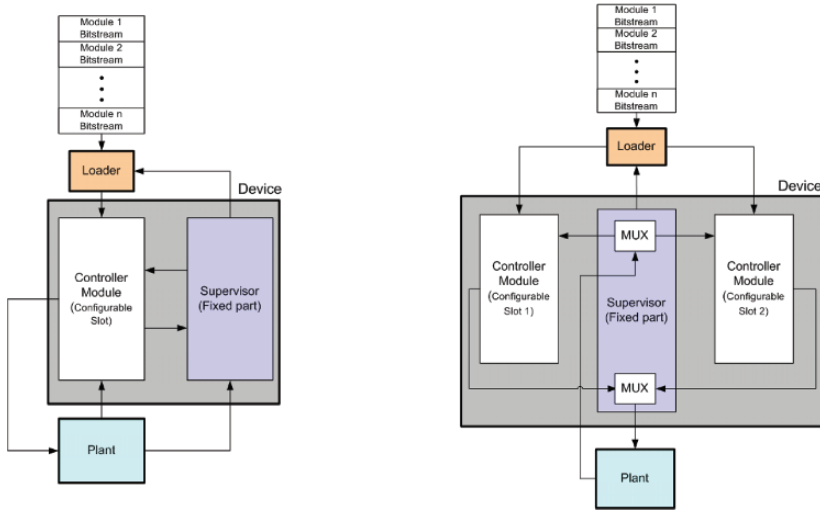 Module 1
Bitstream
Module 2
Bitstream
Module n
Bitstream
Loader
Device
Controller
Module
(Configurable
Slot)
Supervisor
(Fixed part)
Plant
Module 1
Bitstream
Module 2
Bitstream
Module n
Bitstream
Loader
Device
MUX
Controller
Module
(Configurable
Slot 1)
Supervisor
(Fixed part)
Controller
Module
(Configurable
Slot 2)
MUX
Plant